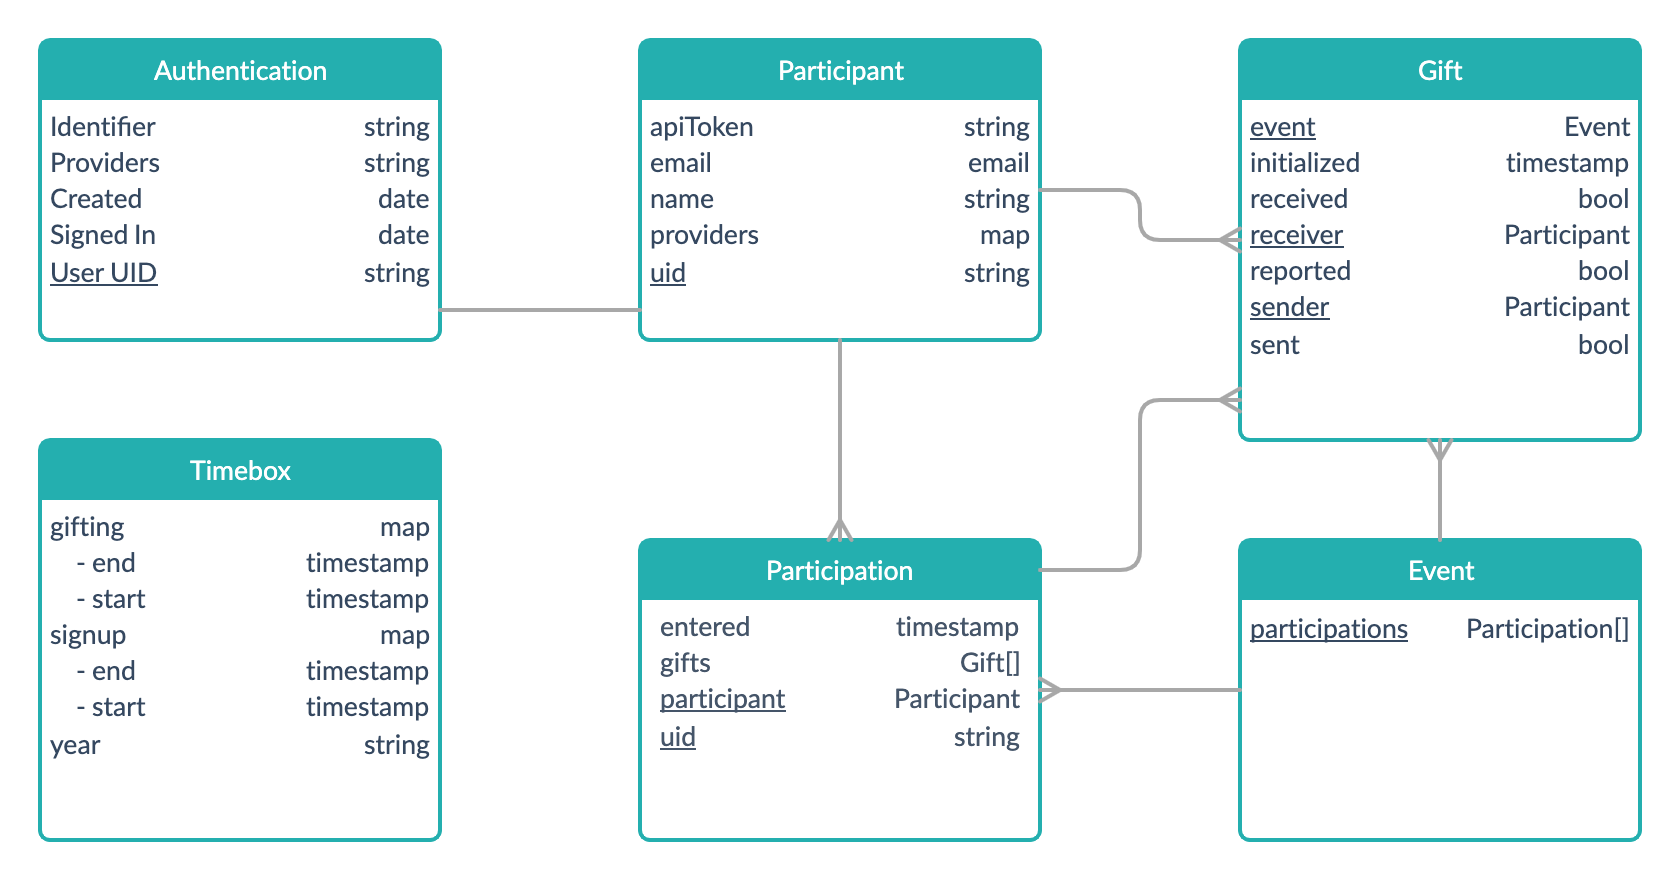 Authentication
Identifier string
Providers string
Created date
Signed In date
User UID string
Participant
apiToken string
email email
name string
providers map
uid string
Gift
event Event
initialized timestamp
received bool
receiver Participant
reported bool
sender Participant
sent bool
Timebox
gifting map
- end timestamp
- start timestamp
signup map
- end timestamp
- start timestamp
year string
Participation
entered timestamp
gifts Gift[]
participant Participant
uid string
Event
participations Participation[]